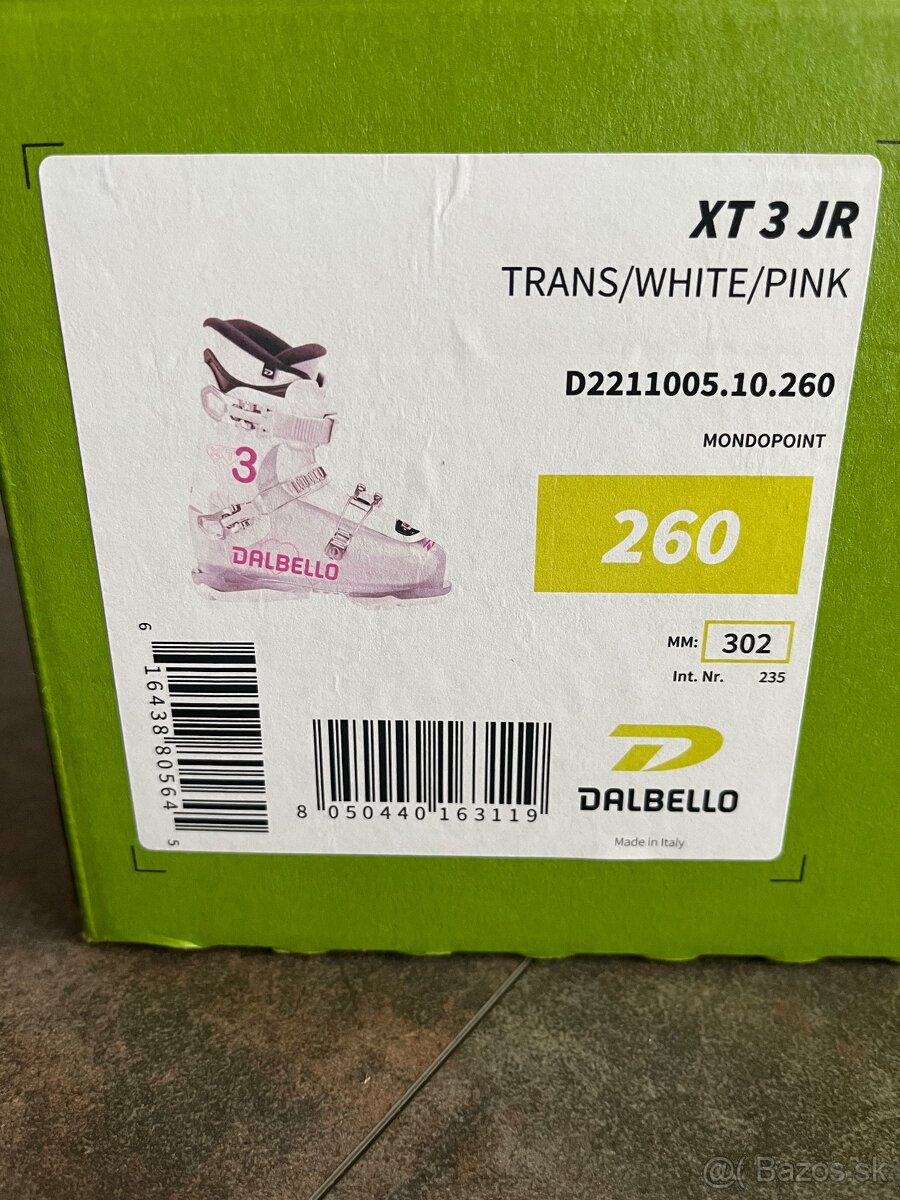 XT 3 JR
TRANS/WHITE/PINK
D2211005.10.260
MONDOPOINT
260
3
DALBELLO
MM: 302
Int. Nr. 235
6 16438 80564 5
8 050440 163119
DALBELLO
Made in Italy
Bazos.sk